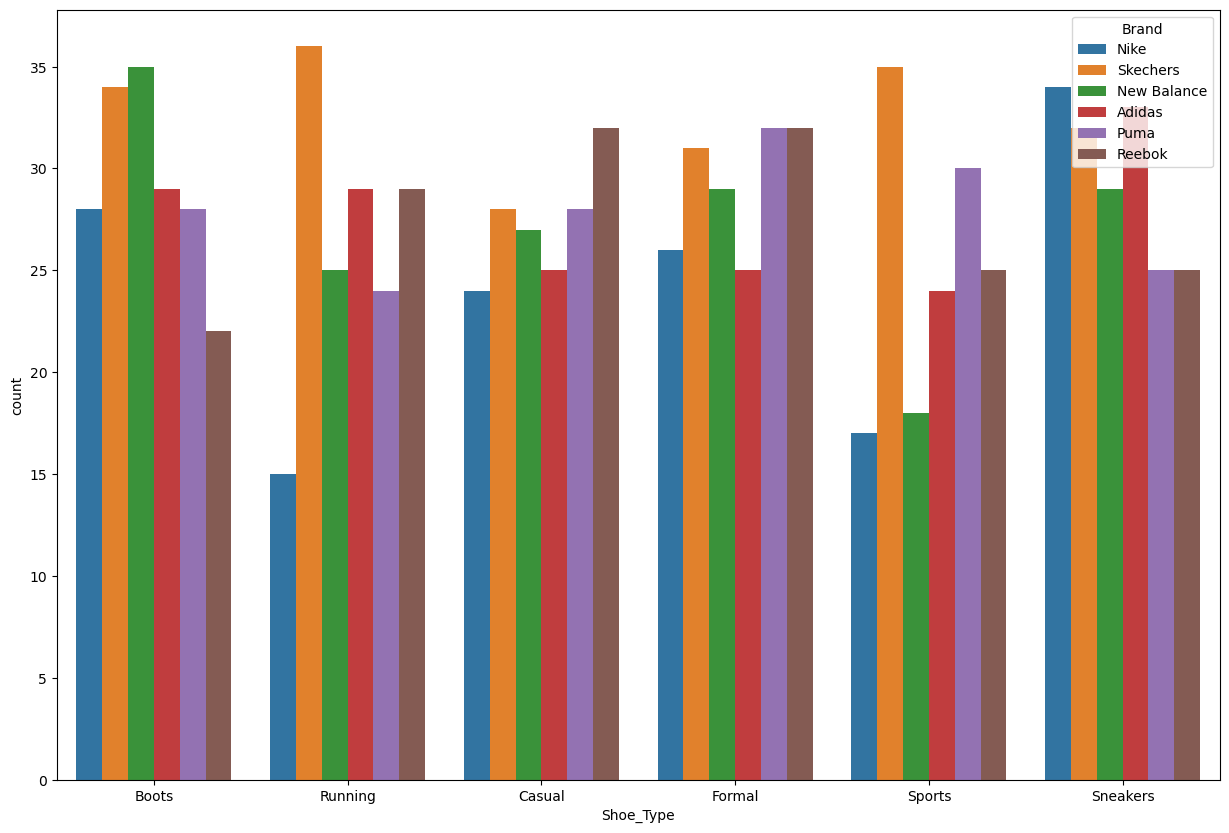 Brand
Nike
Skechers
New Balance
Adidas
Puma
Reebok
count
35
30
25
20
15
10
5
0
Boots Running Casual Formal Sports Sneakers
Shoe_Type